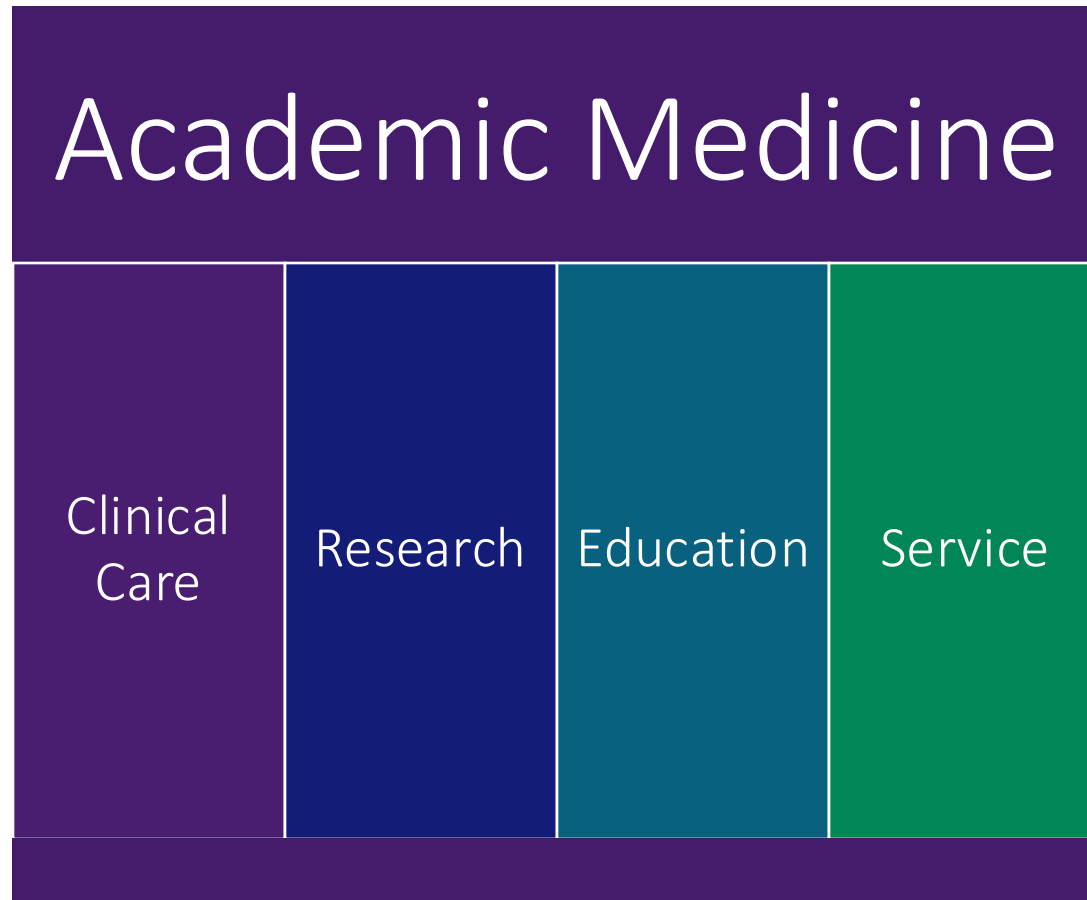 Academic Medicine
Clinical
Care
Research
Education
Service